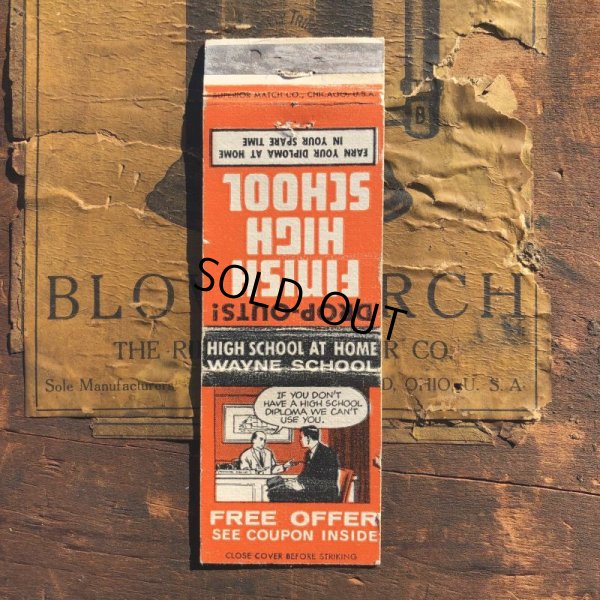 SUPERIOR MATCH CO., CHICAGO, U.S.A.
DROP-OUTS!
FINISH
HIGH
SCHOOL
EARN YOUR DIPLOMA AT HOME
IN YOUR SPARE TIME
SOLD OUT
HIGH SCHOOL AT HOME
WAYNE SCHOOL
IF YOU DON'T
HAVE A HIGH SCHOOL
DIPLOMA WE CAN'T
USE YOU.
FREE OFFER
SEE COUPON INSIDE
CLOSE COVER BEFORE STRIKING
BLO RCH
THE R R CO.
Sole Manufacturers D, OHIO, U. S. A.
B